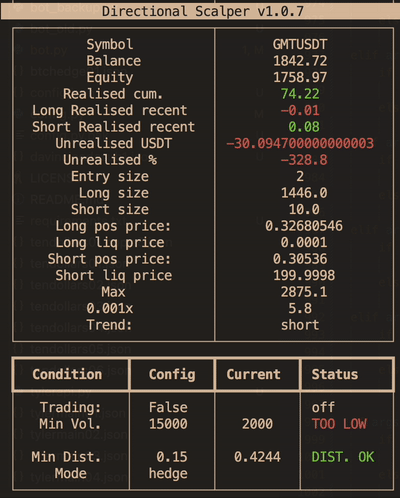 Directional Scalper v1.0.7
Symbol GMTUSDT
Balance 1842.72
Equity 1758.97
Realised cum. 74.22
Long Realised recent -0.01
Short Realised recent 0.08
Unrealised USDT -30.094700000000003
Unrealised % -328.8
Entry size 2
Long size 1446.0
Short size 10.0
Long pos price: 0.32680546
Long liq price 0.0001
Short pos price: 0.30536
Short liq price 199.9998
Max 2875.1
0.001x 5.8
Trend: short
Condition Config Current Status
Trading: False off
Min Vol. 15000 2000 TOO LOW
Min Dist. 0.15 0.4244 DIST. OK
Mode hedge